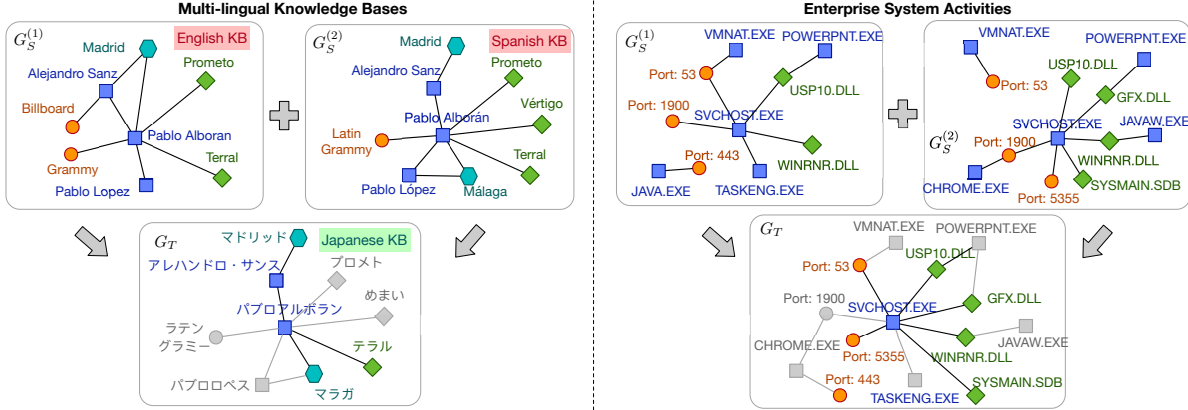 Multi-lingual Knowledge Bases
G_S^{(1)}
English KB
Madrid
Prometo
Alejandro Sanz
Billboard
Pablo Alboran
Grammy
Terral
Pablo Lopez
G_S^{(2)}
Spanish KB
Madrid
Prometo
Alejandro Sanz
Vértigo
Pablo Alborán
Latin
Grammy
Terral
Pablo López
Málaga
G_T
マドリッド
Japanese KB
アレハンドロ・サンス
プロメト
めまい
パブロアルボラン
ラテン
グラミー
テラル
パブロロペス
マラガ
Enterprise System Activities
G_S^{(1)}
VMNAT.EXE
POWERPNT.EXE
Port: 53
USP10.DLL
Port: 1900
SVCHOST.EXE
Port: 443
WINRNR.DLL
JAVA.EXE
TASKENG.EXE
VMNAT.EXE
POWERPNT.EXE
USP10.DLL
Port: 53
GFX.DLL
G_S^{(2)}
SVCHOST.EXE
JAVAW.EXE
Port: 1900
WINRNR.DLL
CHROME.EXE
SYSMAIN.SDB
Port: 5355
G_T
VMNAT.EXE
POWERPNT.EXE
Port: 53
USP10.DLL
Port: 1900
SVCHOST.EXE
GFX.DLL
CHROME.EXE
Port: 5355
WINRNR.DLL
JAVAW.EXE
Port: 443
TASKENG.EXE
SYSMAIN.SDB